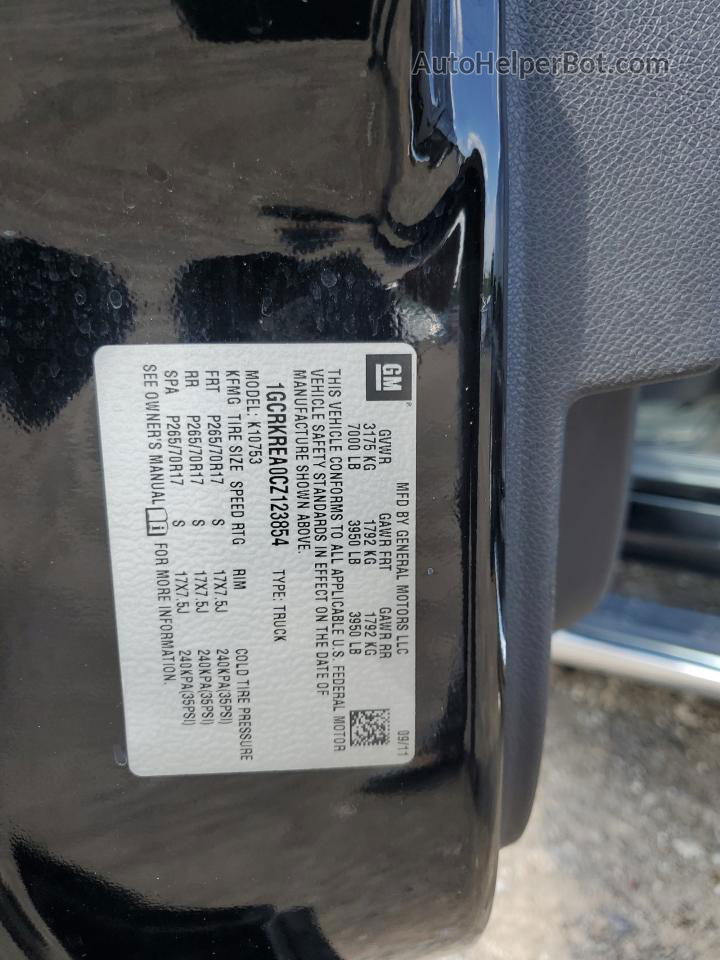 AutoHelperBot.com
GM
MFD BY GENERAL MOTORS LLC 09/11
GVWR GAWR FRT GAWR RR
3175 KG 1792 KG 1792 KG
7000 LB 3950 LB 3950 LB
THIS VEHICLE CONFORMS TO ALL APPLICABLE U.S. FEDERAL MOTOR
VEHICLE SAFETY STANDARDS IN EFFECT ON THE DATE OF
MANUFACTURE SHOWN ABOVE.
1GCRKREA0CZ123854 TYPE: TRUCK
MODEL: K10753
KFMG TIRE SIZE SPEED RTG RIM COLD TIRE PRESSURE
FRT P265/70R17 S 17X7.5J 240KPA(35PSI)
RR P265/70R17 S 17X7.5J 240KPA(35PSI)
SPA P265/70R17 S 17X7.5J 240KPA(35PSI)
SEE OWNER'S MANUAL FOR MORE INFORMATION.